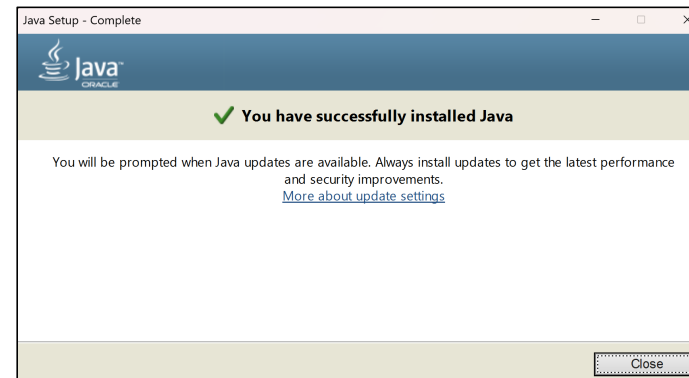 Java Setup - Complete
Java™
ORACLE
You have successfully installed Java
You will be prompted when Java updates are available. Always install updates to get the latest performance
and security improvements.
More about update settings
Close